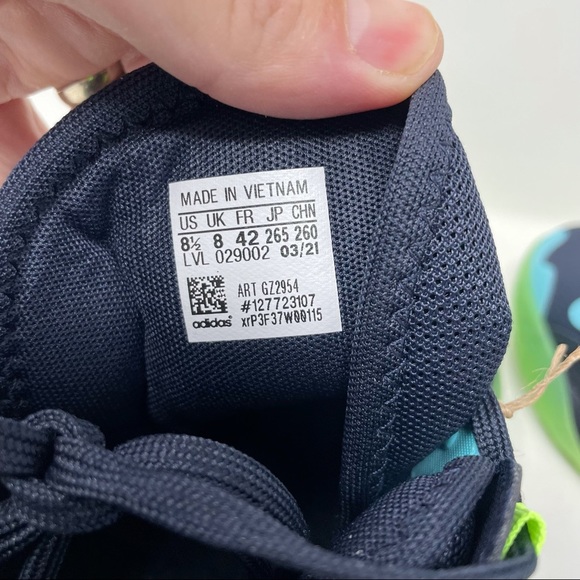 MADE IN VIETNAM
US UK FR JP CHN
8½ 8 42 265 260
LVL 029002 03/21
ART GZ2954
#127723107
adidas xrP3F37W00115